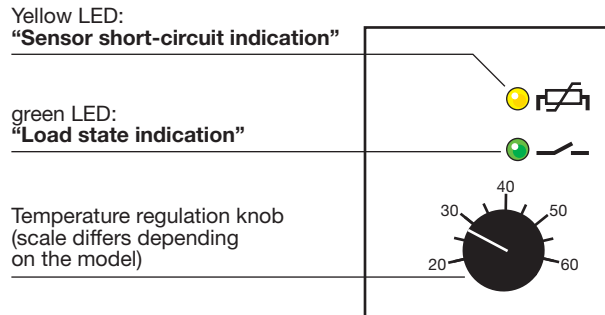 Yellow LED:
“Sensor short-circuit indication”
green LED:
“Load state indication”
Temperature regulation knob
(scale differs depending
on the model)
40
30
50
20
60